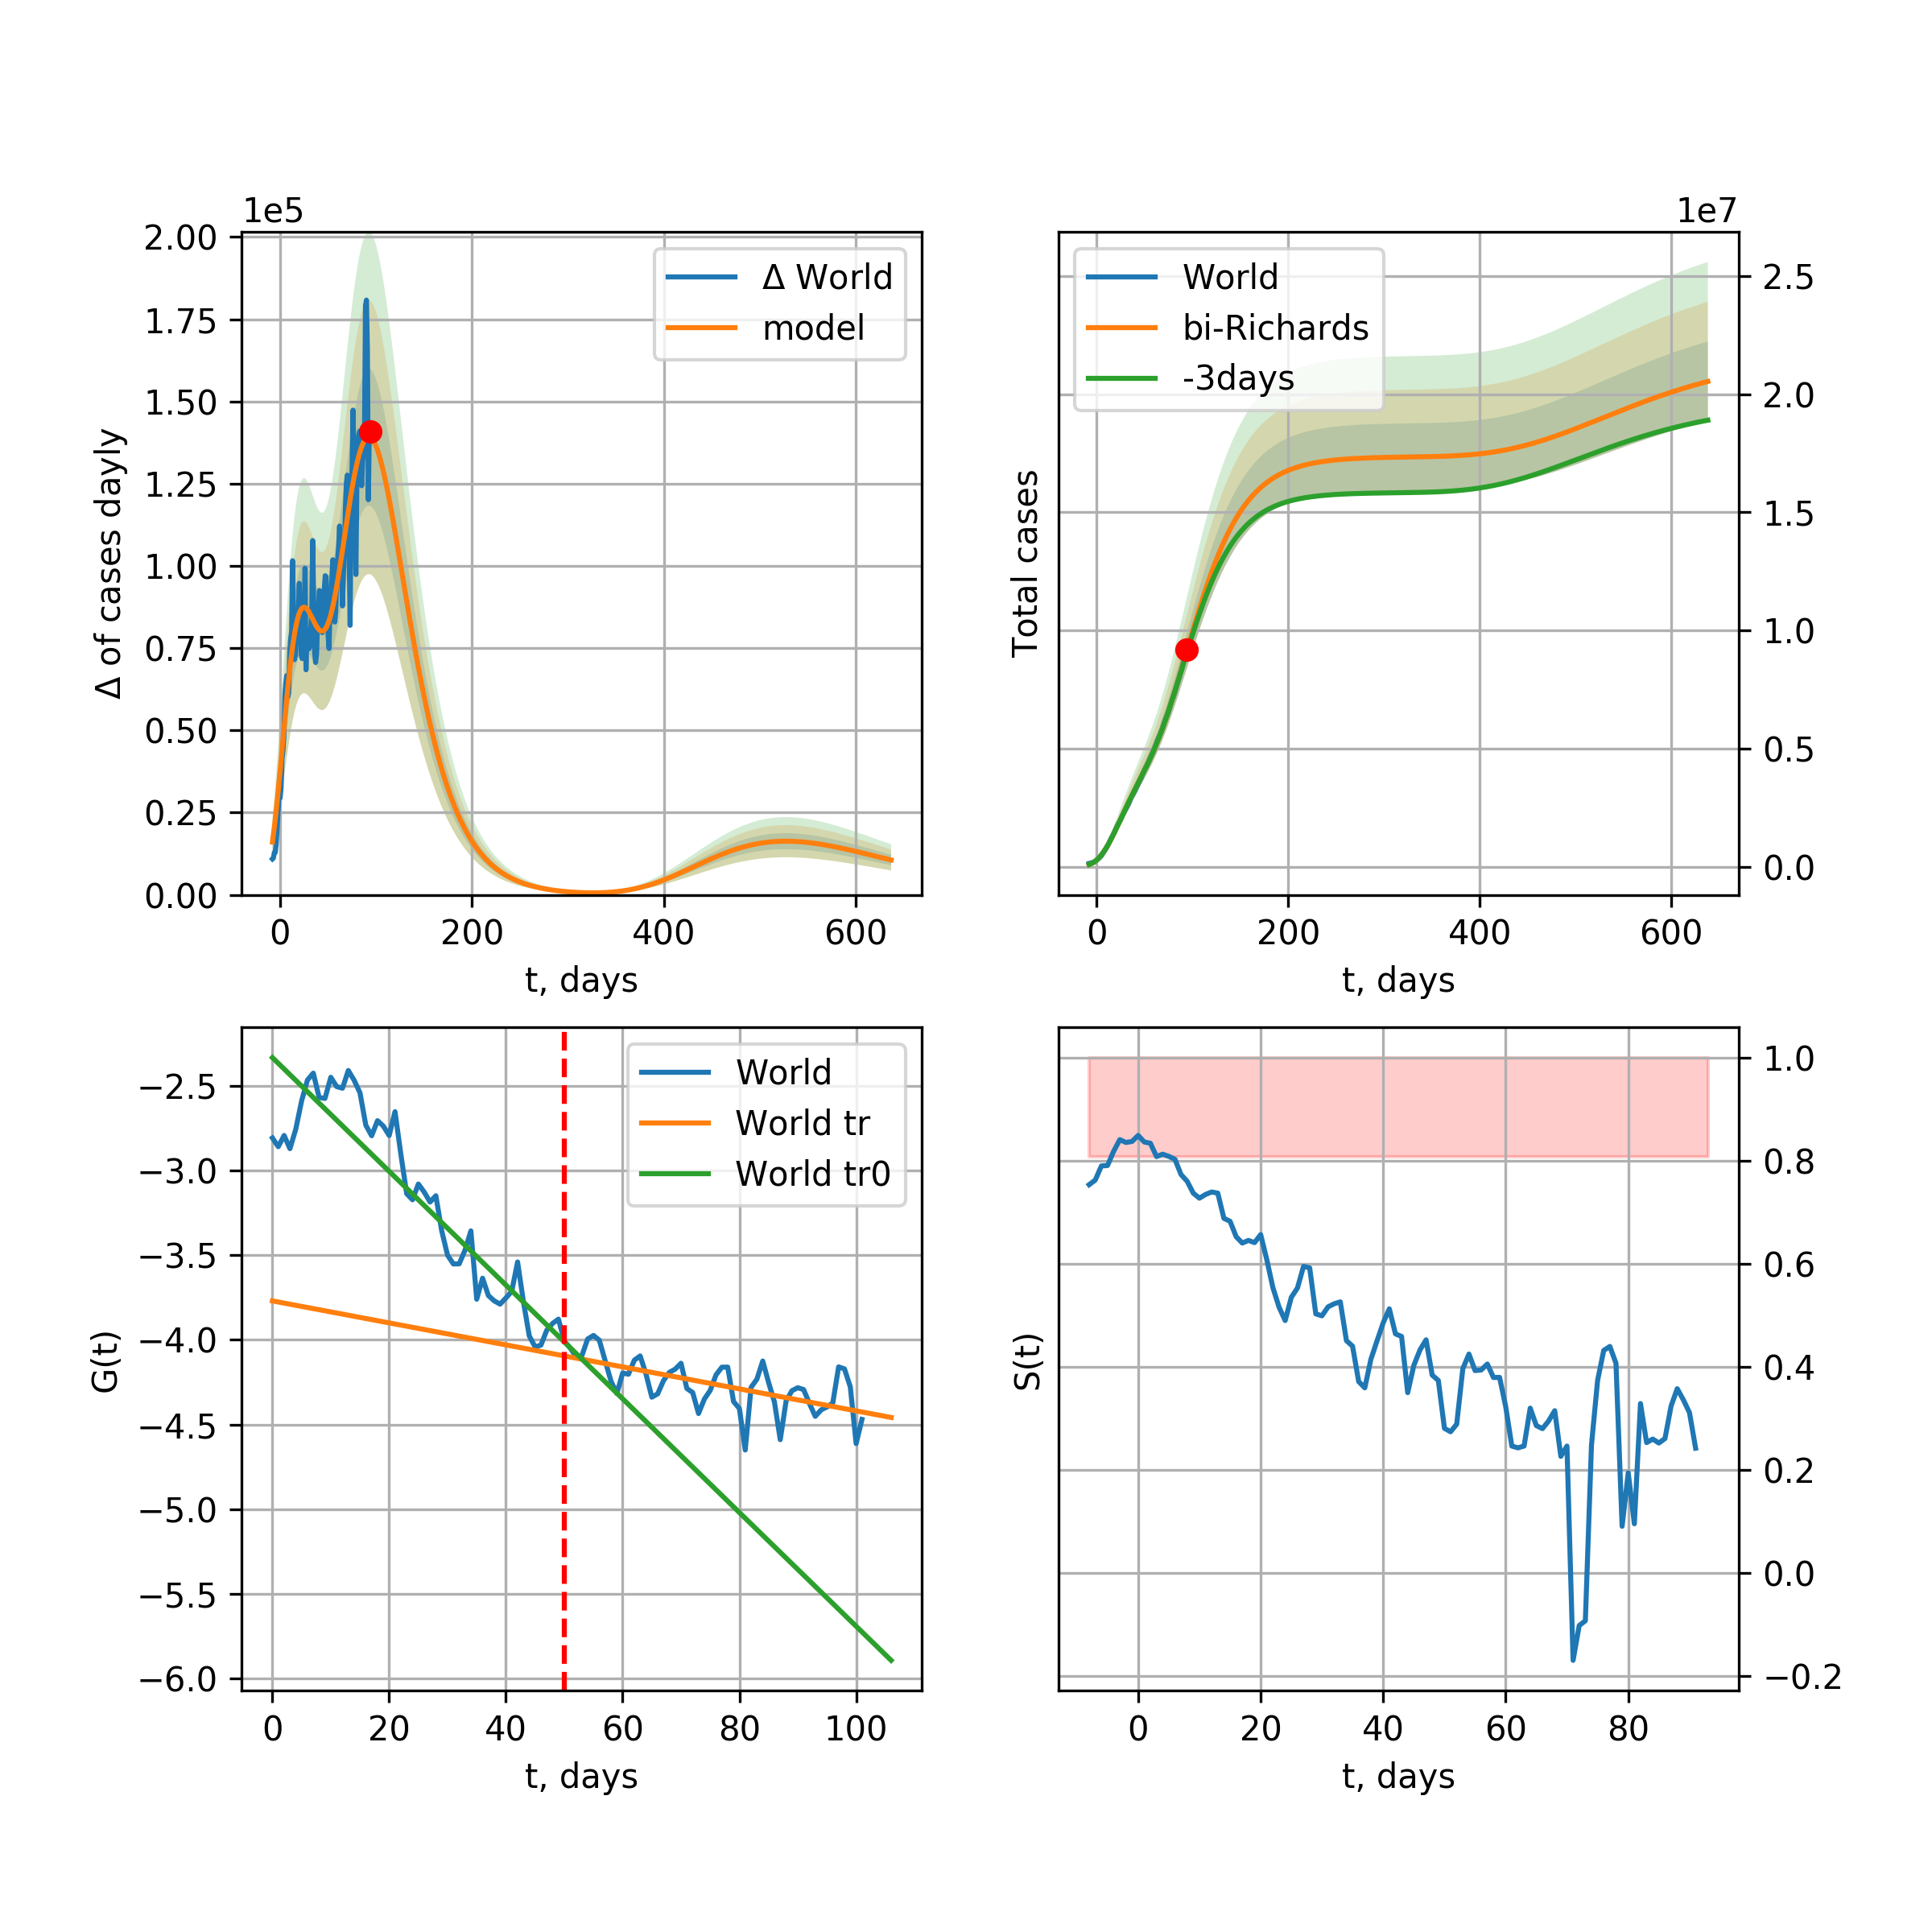 1e5
2.00
1.75
1.50
1.25
1.00
0.75
0.50
0.25
0.00
Δ of cases dayly
Δ World
model
0 200 400 600
t, days
1e7
World
bi-Richards
-3days
Total cases
2.5
2.0
1.5
1.0
0.5
0.0
0 200 400 600
t, days
−2.5
−3.0
−3.5
−4.0
−4.5
−5.0
−5.5
−6.0
G(t)
World
World tr
World tr0
0 20 40 60 80 100
t, days
S(t)
1.0
0.8
0.6
0.4
0.2
0.0
−0.2
0 20 40 60 80
t, days